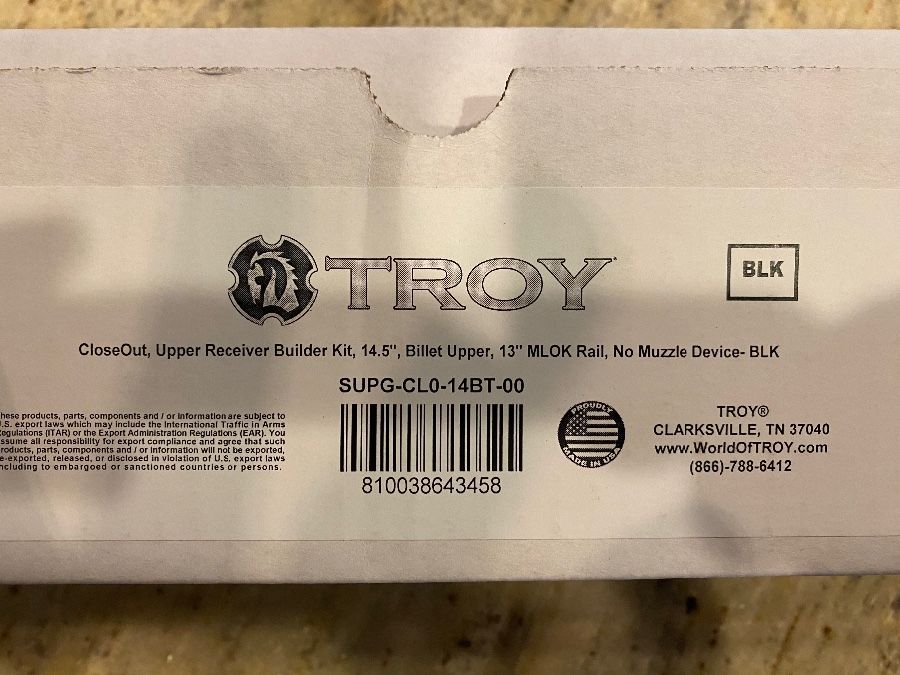 TROY
BLK
CloseOut, Upper Receiver Builder Kit, 14.5", Billet Upper, 13" MLOK Rail, No Muzzle Device- BLK
SUPG-CL0-14BT-00
810038643458
hese products, parts, components and / or Information are subject to
U.S. export laws which may include the International Traffic in Arms
egulations (ITAR) or the Export Administration Regulations (EAR). You
ssume all responsibility for export compliance and agree that such
roducts, parts, components and / or information will not be exported,
e-exported, released, or disclosed in violation of U.S. export laws
ncluding to embargoed or sanctioned countries or persons.
PROUDLY
MADE IN USA
TROY®
CLARKSVILLE, TN 37040
www.WorldOfTROY.com
(866)-788-6412